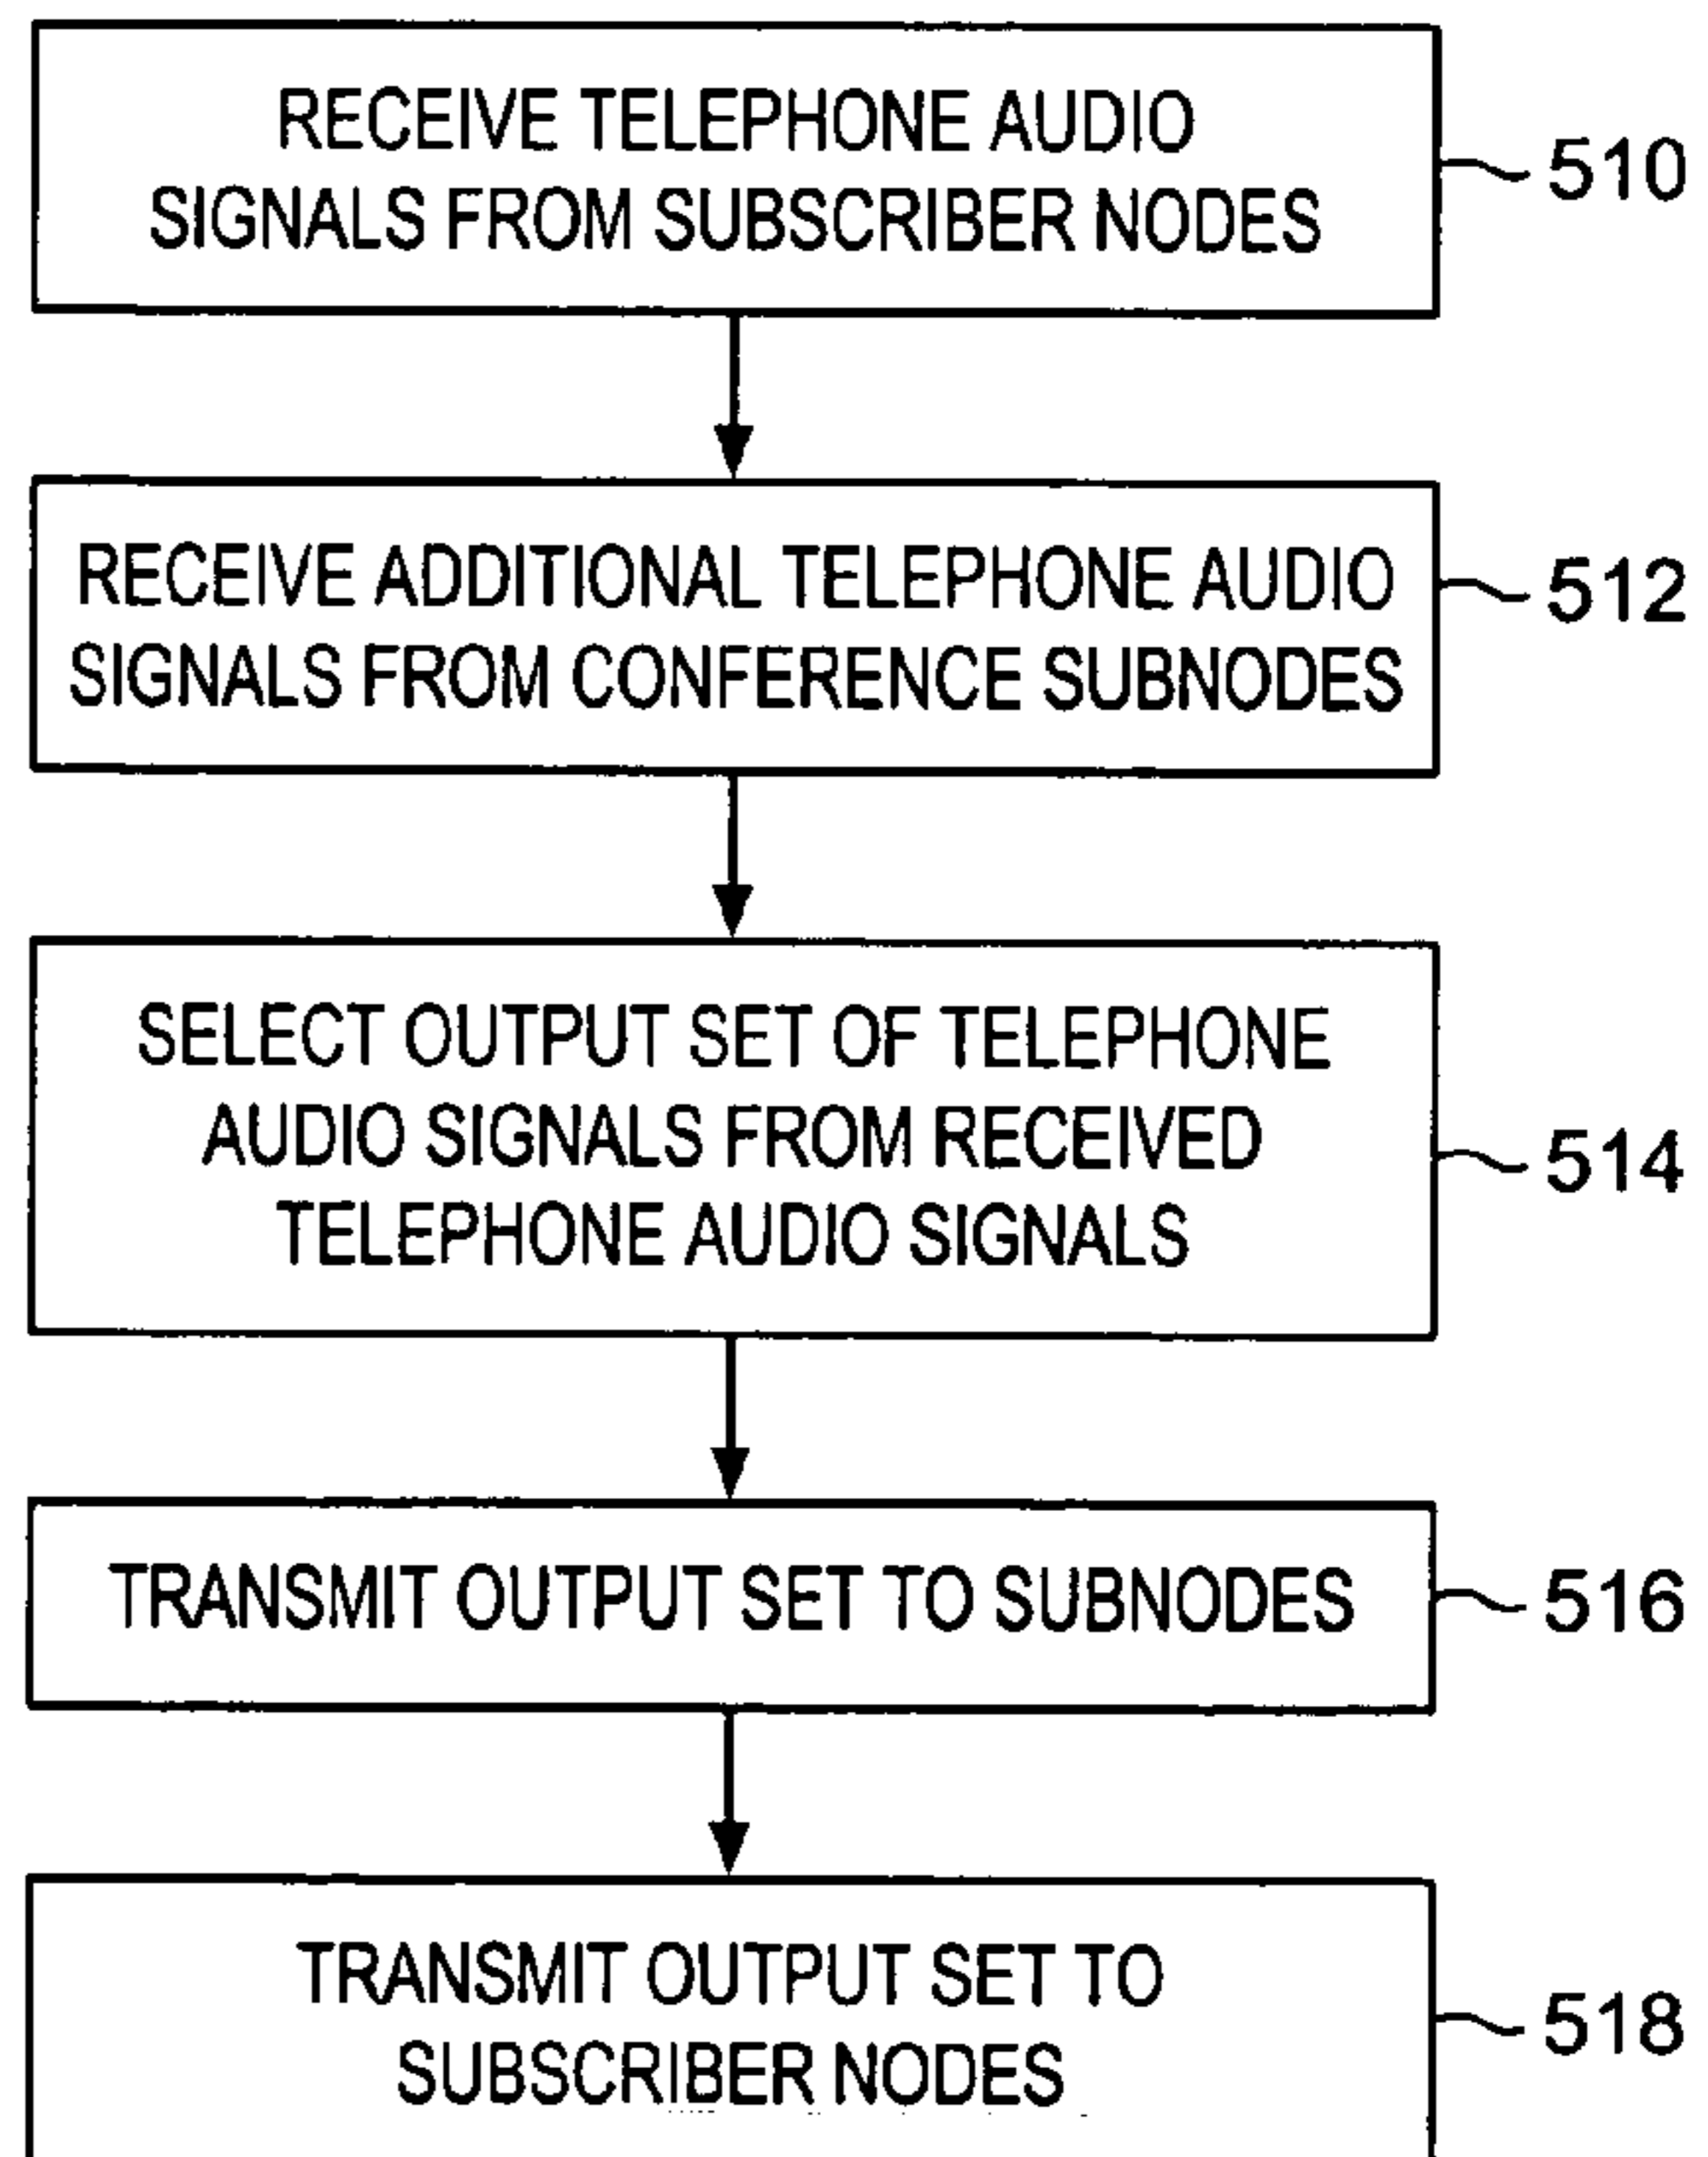 RECEIVE TELEPHONE AUDIO
SIGNALS FROM SUBSCRIBER NODES
510
RECEIVE ADDITIONAL TELEPHONE AUDIO
SIGNALS FROM CONFERENCE SUBNODES
512
SELECT OUTPUT SET OF TELEPHONE
AUDIO SIGNALS FROM RECEIVED
TELEPHONE AUDIO SIGNALS
514
TRANSMIT OUTPUT SET TO SUBNODES
516
TRANSMIT OUTPUT SET TO
SUBSCRIBER NODES
518